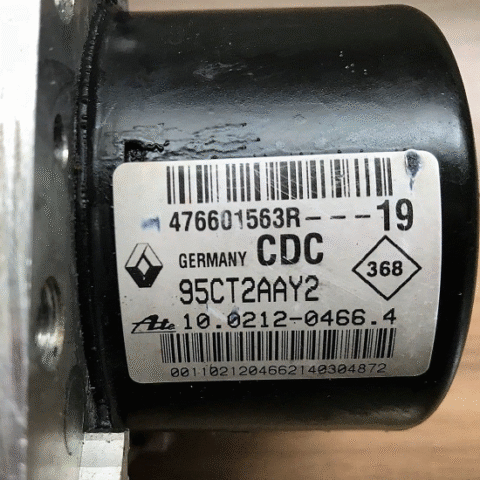 476601563R---19
GERMANY CDC
368
95CT2AAY2
Ate 10.0212-0466.4
00110212046621403048​72